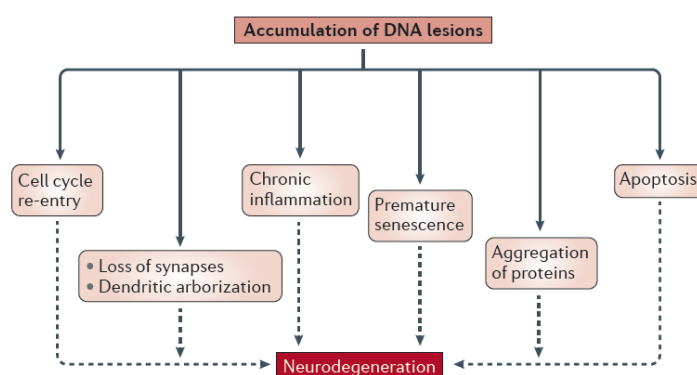 Accumulation of DNA lesions
Cell cycle
re-entry
• Loss of synapses
• Dendritic arborization
Chronic
inflammation
Premature
senescence
Aggregation
of proteins
Apoptosis
Neurodegeneration